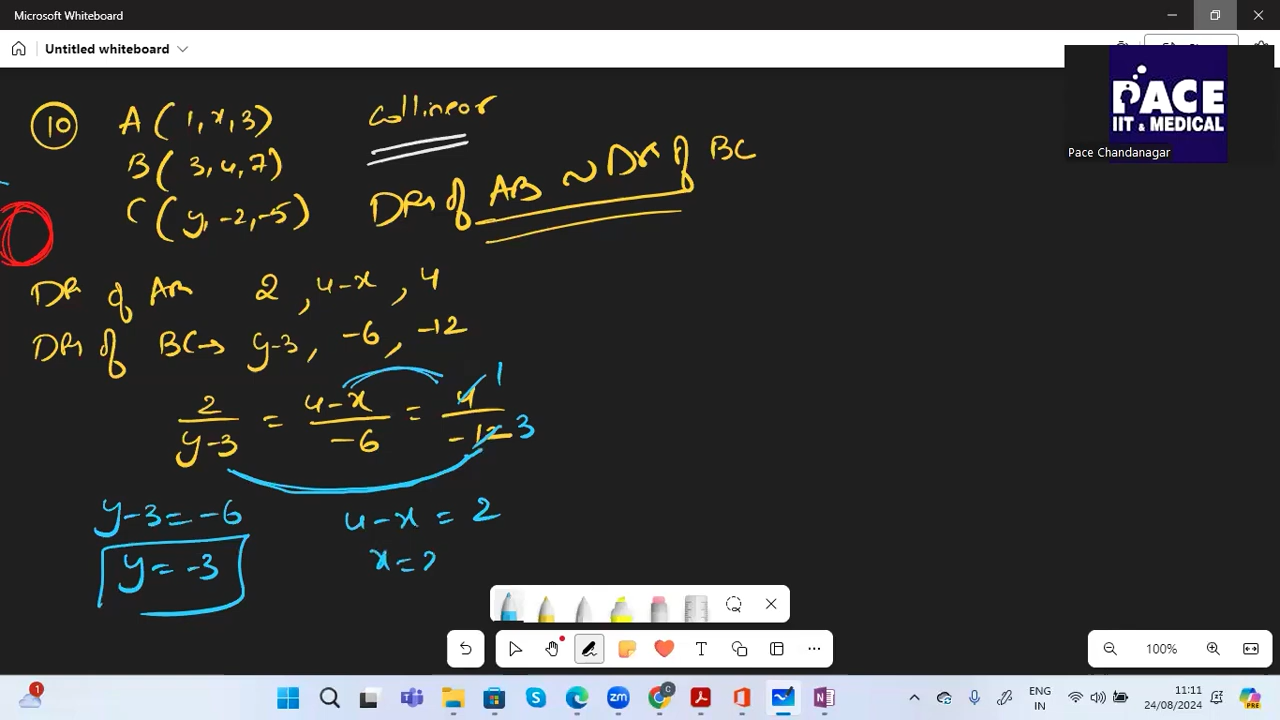 Microsoft Whiteboard
Untitled whiteboard
PACE
IIT & MEDICAL
Pace Chandanagar
10 A(1,x,3) collinear
B(3,4,7)
C(y,-2,-5) DRs of AB ~ DRs of BC
DRs of AB 2, 4-x, 4
DRs of BC→ y-3, -6, -12
2/y-3 = 4-x/-6 = 4/-12 1 3
y-3=-6 4-x=2
y=-3 x=2
T
100%
1
ENG
IN
11:11
24/08/2024